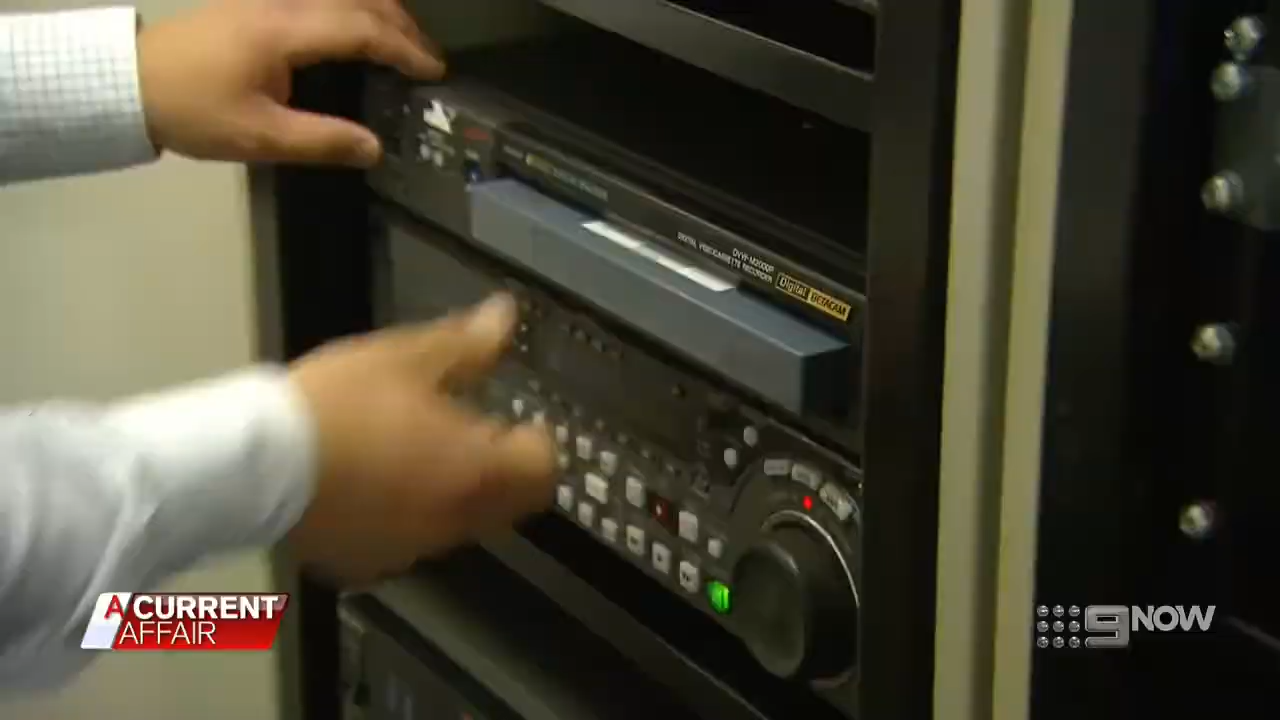 DVW-M2000P
DIGITAL VIDEOCASSETTE RECORDER
Digital BETACAM
A CURRENT
AFFAIR
9NOW